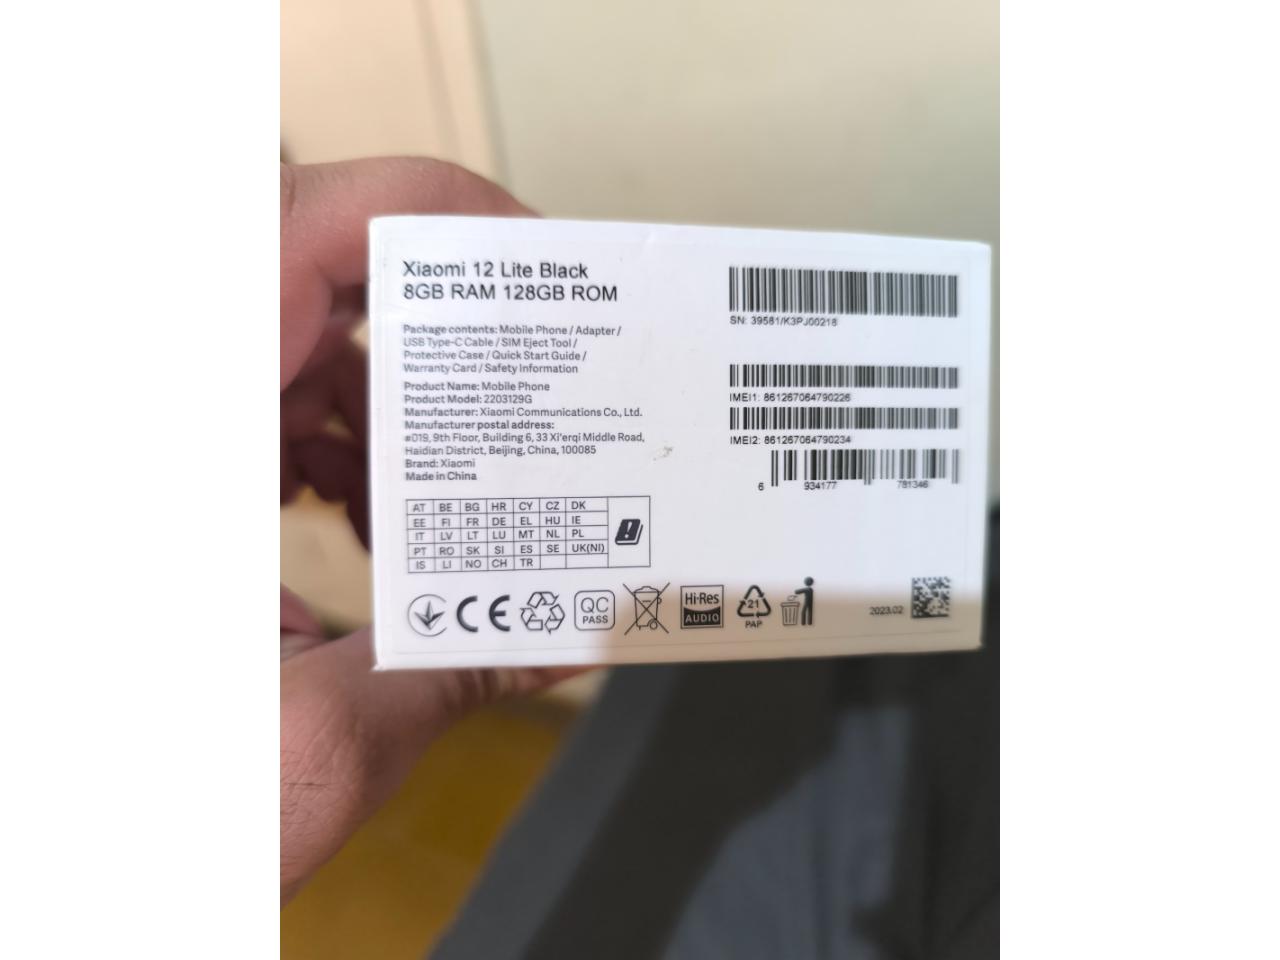 Xiaomi 12 Lite Black
8GB RAM 128GB ROM
Package contents: Mobile Phone / Adapter /
USB Type-C Cable / SIM Eject Tool /
Protective Case / Quick Start Guide /
Warranty Card / Safety Information
Product Name: Mobile Phone
Product Model: 2203129G
Manufacturer: Xiaomi Communications Co., Ltd.
Manufacturer postal address:
#019, 9th Floor, Building 6, 33 Xi'erqi Middle Road,
Haidian District, Beijing, China, 100085
Brand: Xiaomi
Made in China
AT BE BG HR CY CZ DK
EE FI FR DE EL HU IE
IT LV LT LU MT NL PL
PT RO SK SI ES SE UK(NI)
IS LI NO CH TR
SN: 39581/K3PJ00218
IMEI1: 861267064790226
IMEI2: 861267064790234
6 934177 781346
CE
QC
PASS
Hi-Res
AUDIO
21
PAP
2023.02